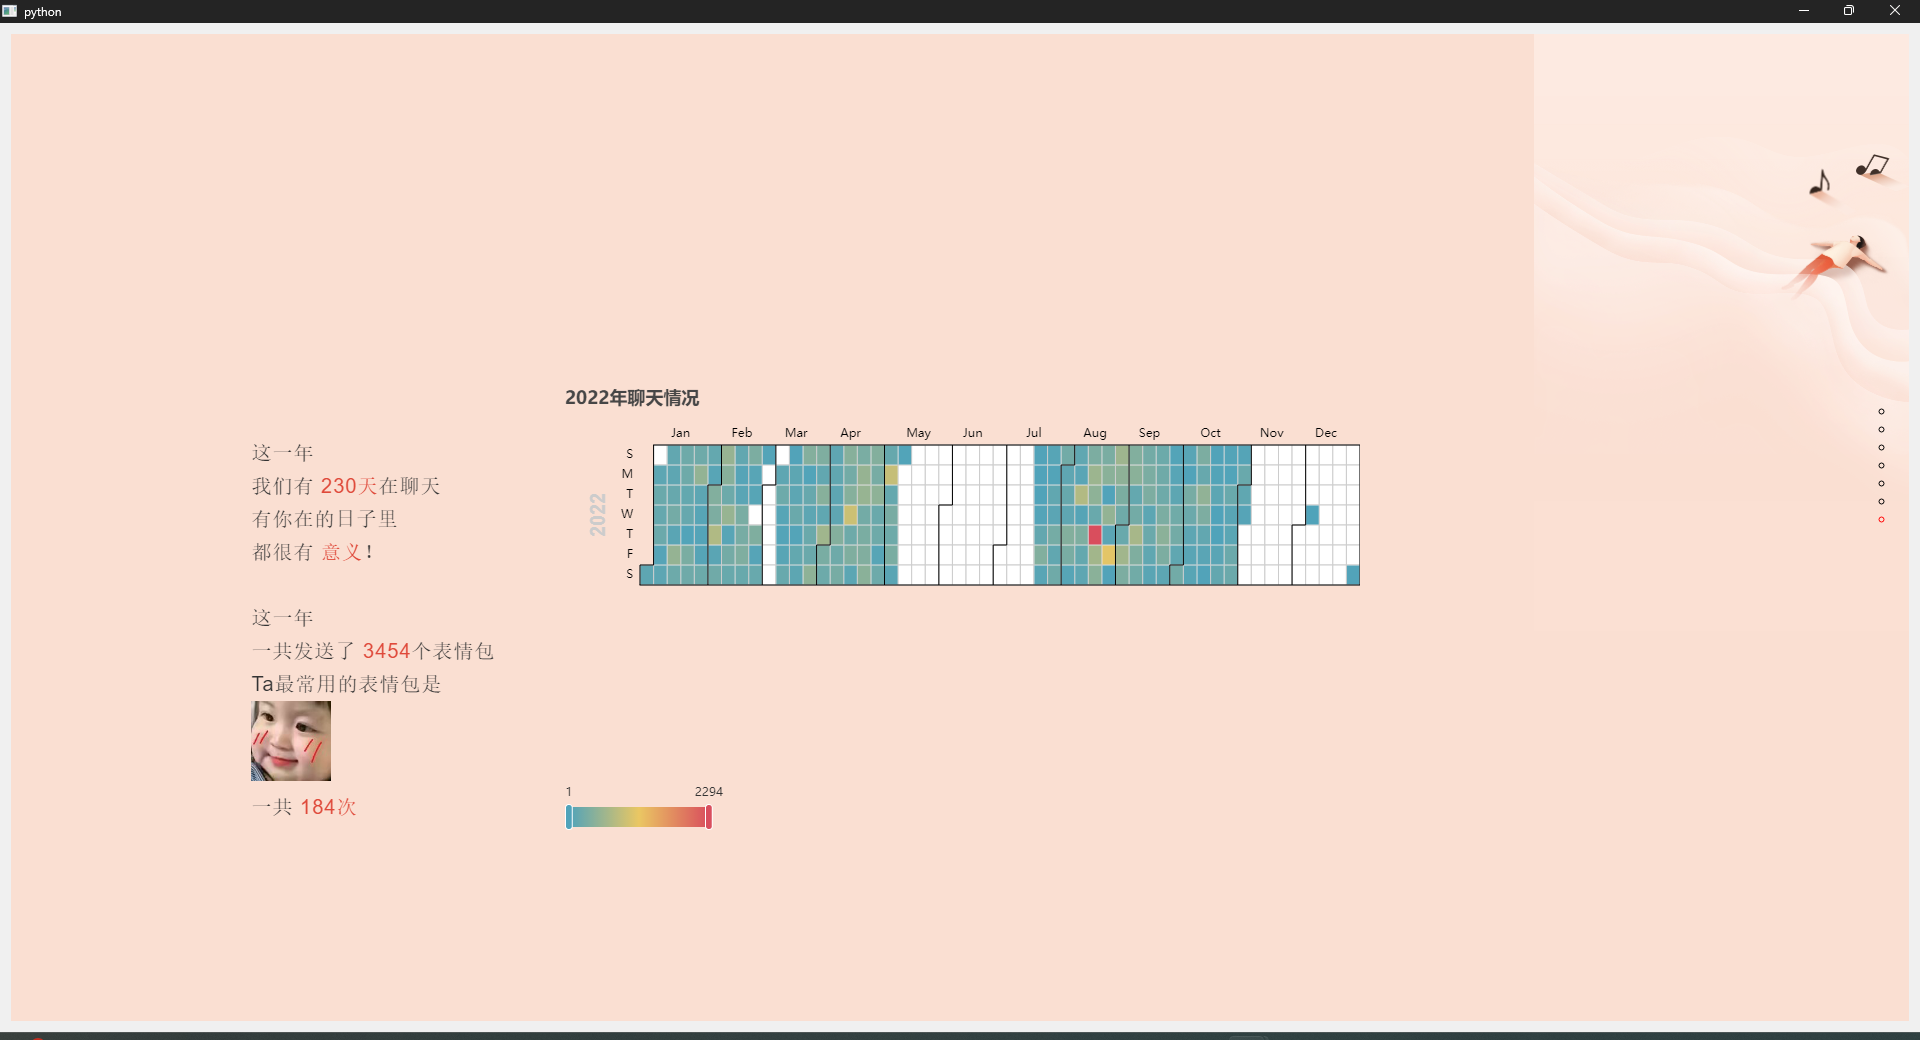 python
2022年聊天情况
Jan Feb Mar Apr May Jun Jul Aug Sep Oct Nov Dec
S
M
T
W
T
F
S
2022
这一年
我们有 230天在聊天
有你在的日子里
都很有 意义!
这一年
一共发送了 3454个表情包
Ta最常用的表情包是
一共 184次
1 2294